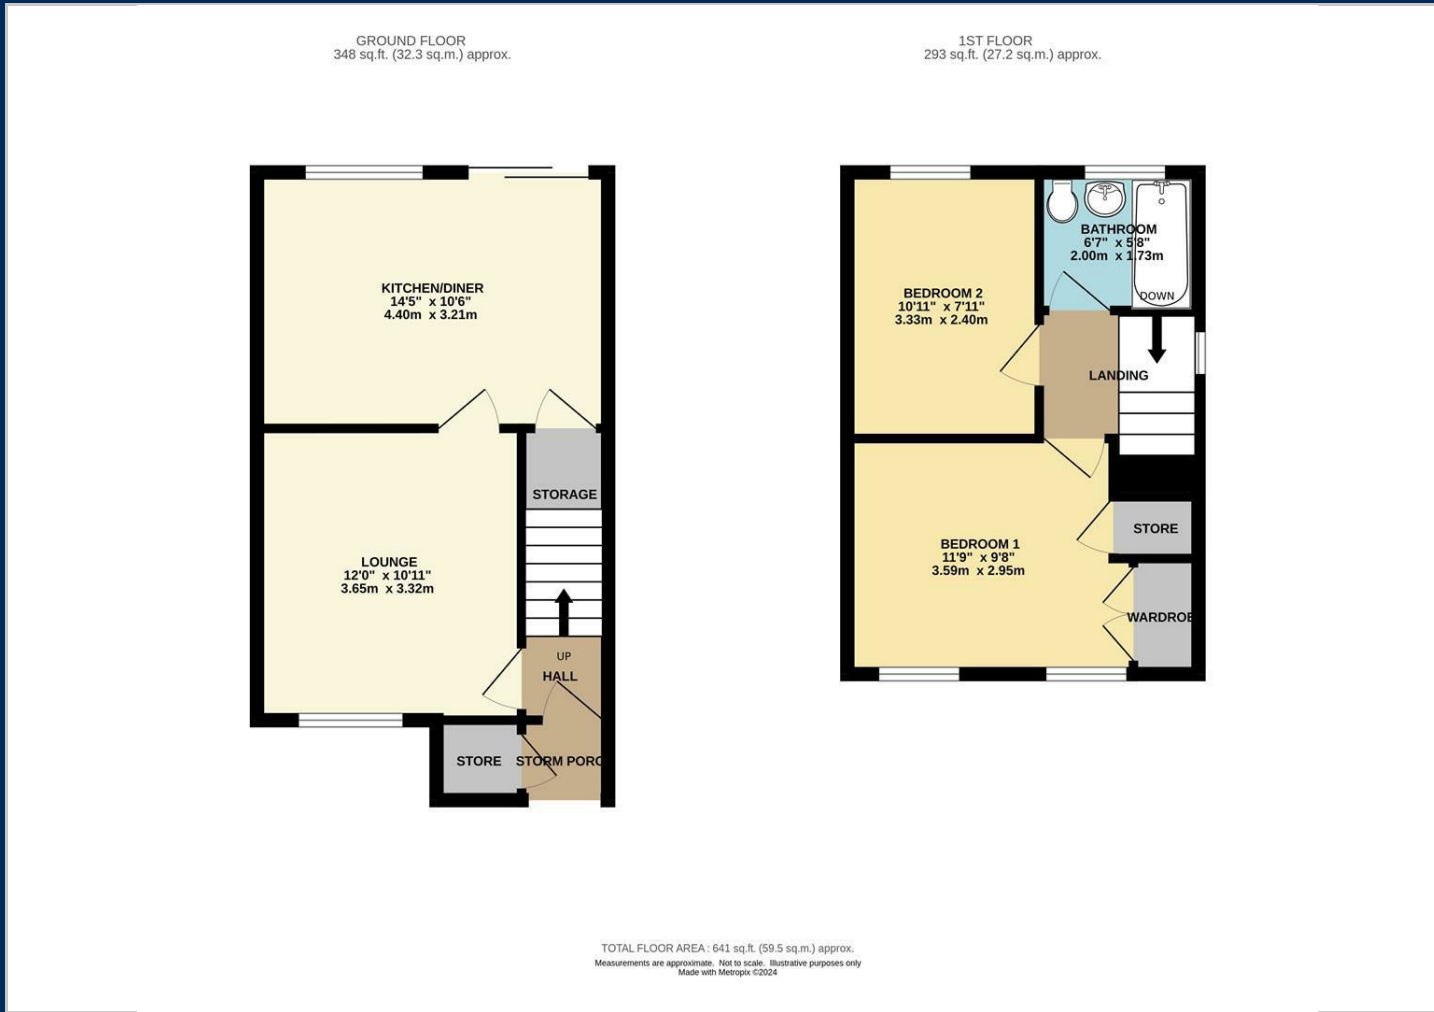 GROUND FLOOR
348 sq.ft. (32.3 sq.m.) approx.
1ST FLOOR
293 sq.ft. (27.2 sq.m.) approx.
KITCHEN/DINER
14'5" x 10'6"
4.40m x 3.21m
STORAGE
LOUNGE
12'0" x 10'11"
3.65m x 3.32m
UP
HALL
STORE
STORM PORC
BATHROOM
6'7" x 5'8"
2.00m x 1.73m
DOWN
BEDROOM 2
10'11" x 7'11"
3.33m x 2.40m
LANDING
BEDROOM 1
11'9" x 9'8"
3.59m x 2.95m
STORE
WARDROB
TOTAL FLOOR AREA : 641 sq.ft. (59.5 sq.m.) approx.
Measurements are approximate. Not to scale. Illustrative purposes only
Made with Metropix ©2024